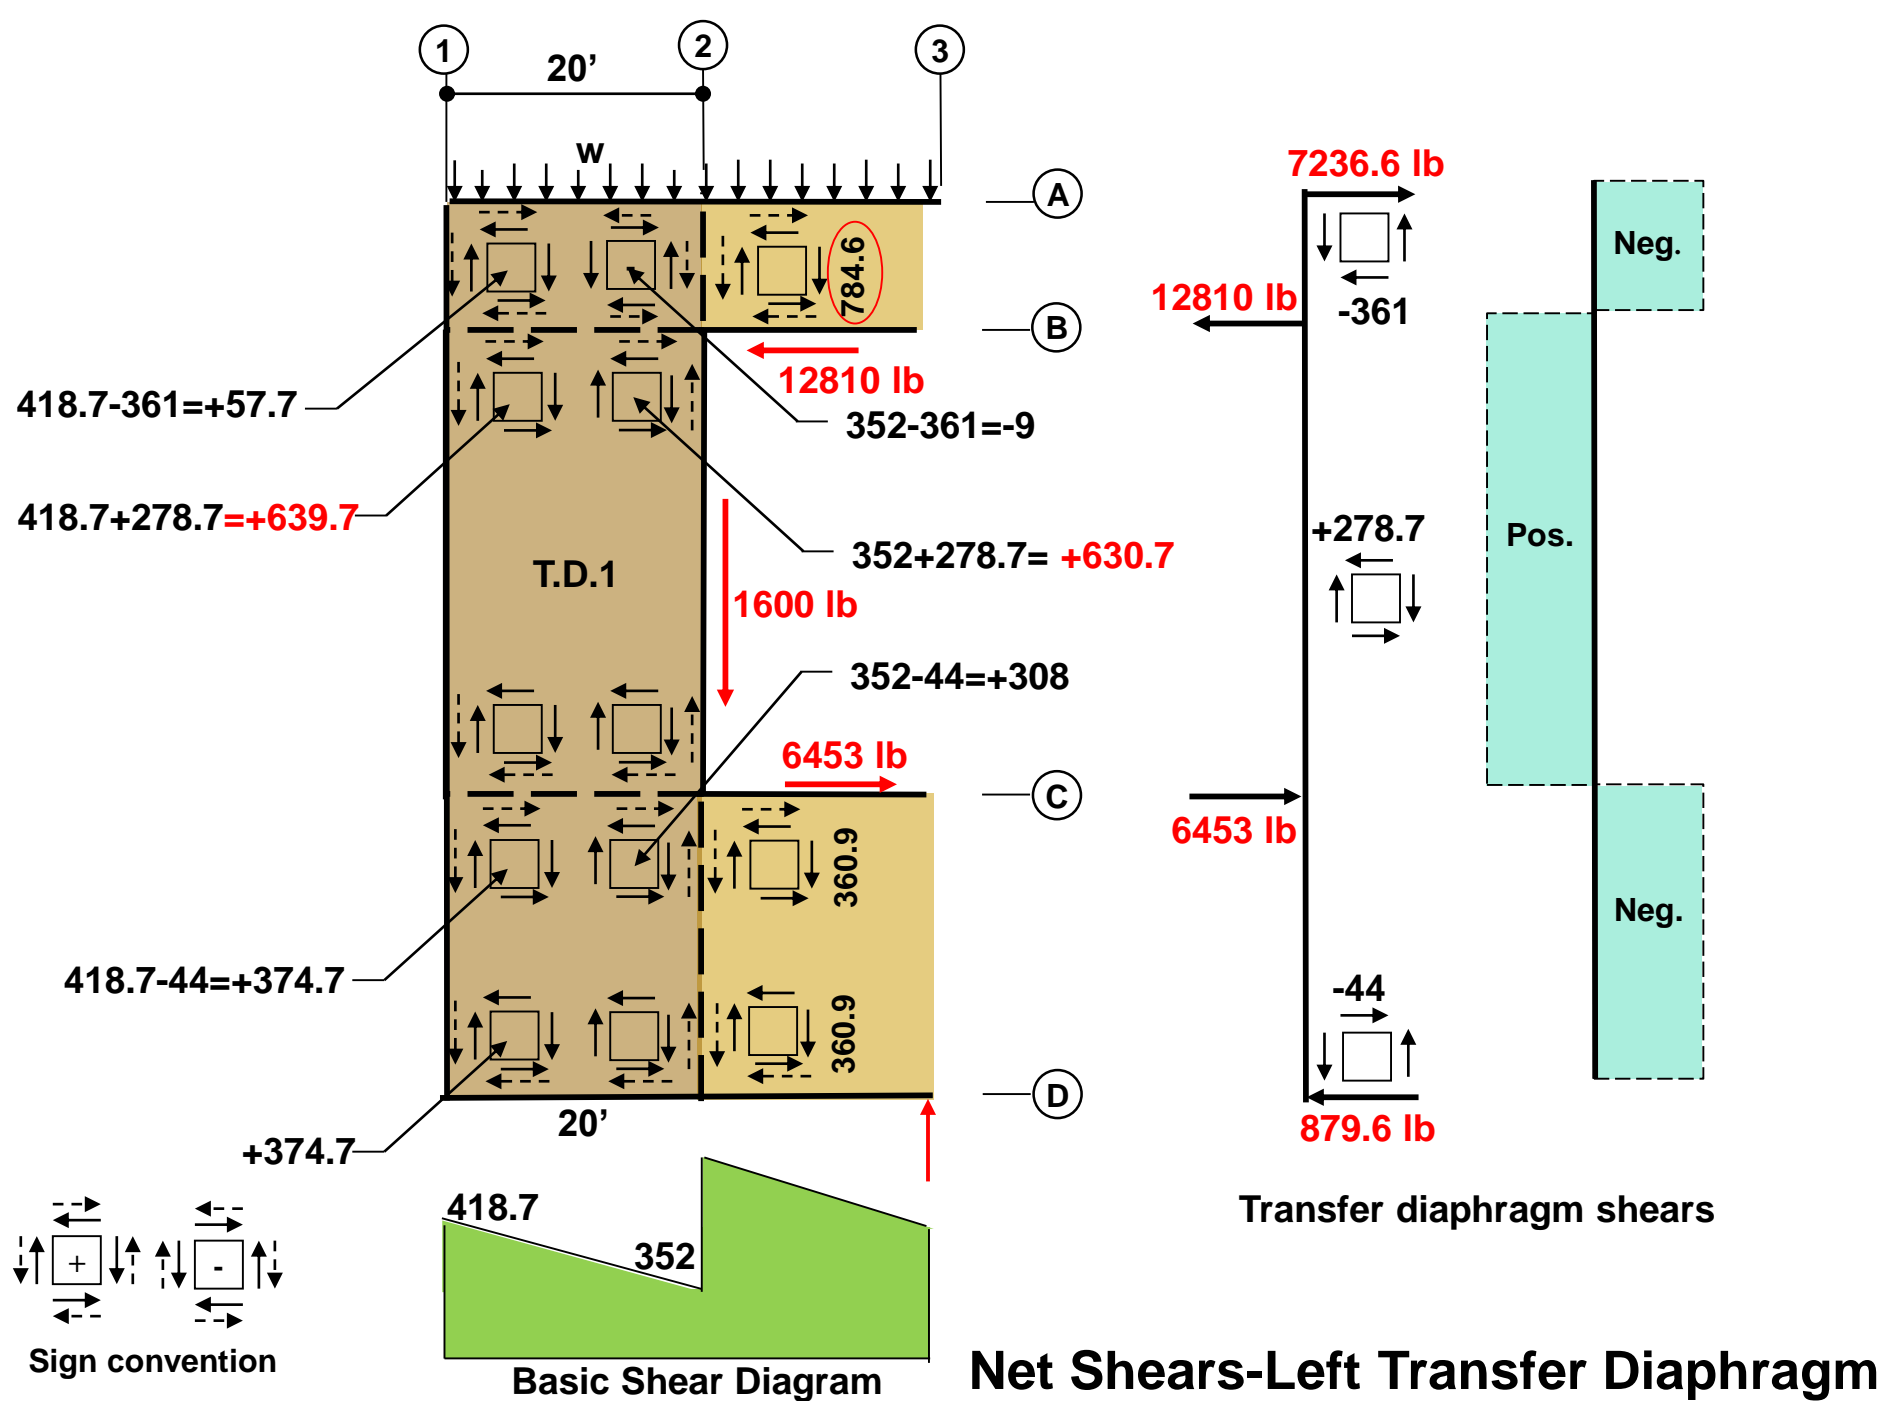 1
2
3
20’
w
7236.6 lb
A
Neg.
784.6
12810 lb
-361
B
12810 lb
418.7-361=+57.7
352-361=-9
418.7+278.7=+639.7
+278.7
Pos.
352+278.7= +630.7
T.D.1
1600 lb
352-44=+308
6453 lb
C
6453 lb
360.9
Neg.
418.7-44=+374.7
-44
360.9
D
20’
879.6 lb
+374.7
418.7
Transfer diaphragm shears
352
+
-
-
Sign convention
Basic Shear Diagram
Net Shears-Left Transfer Diaphragm